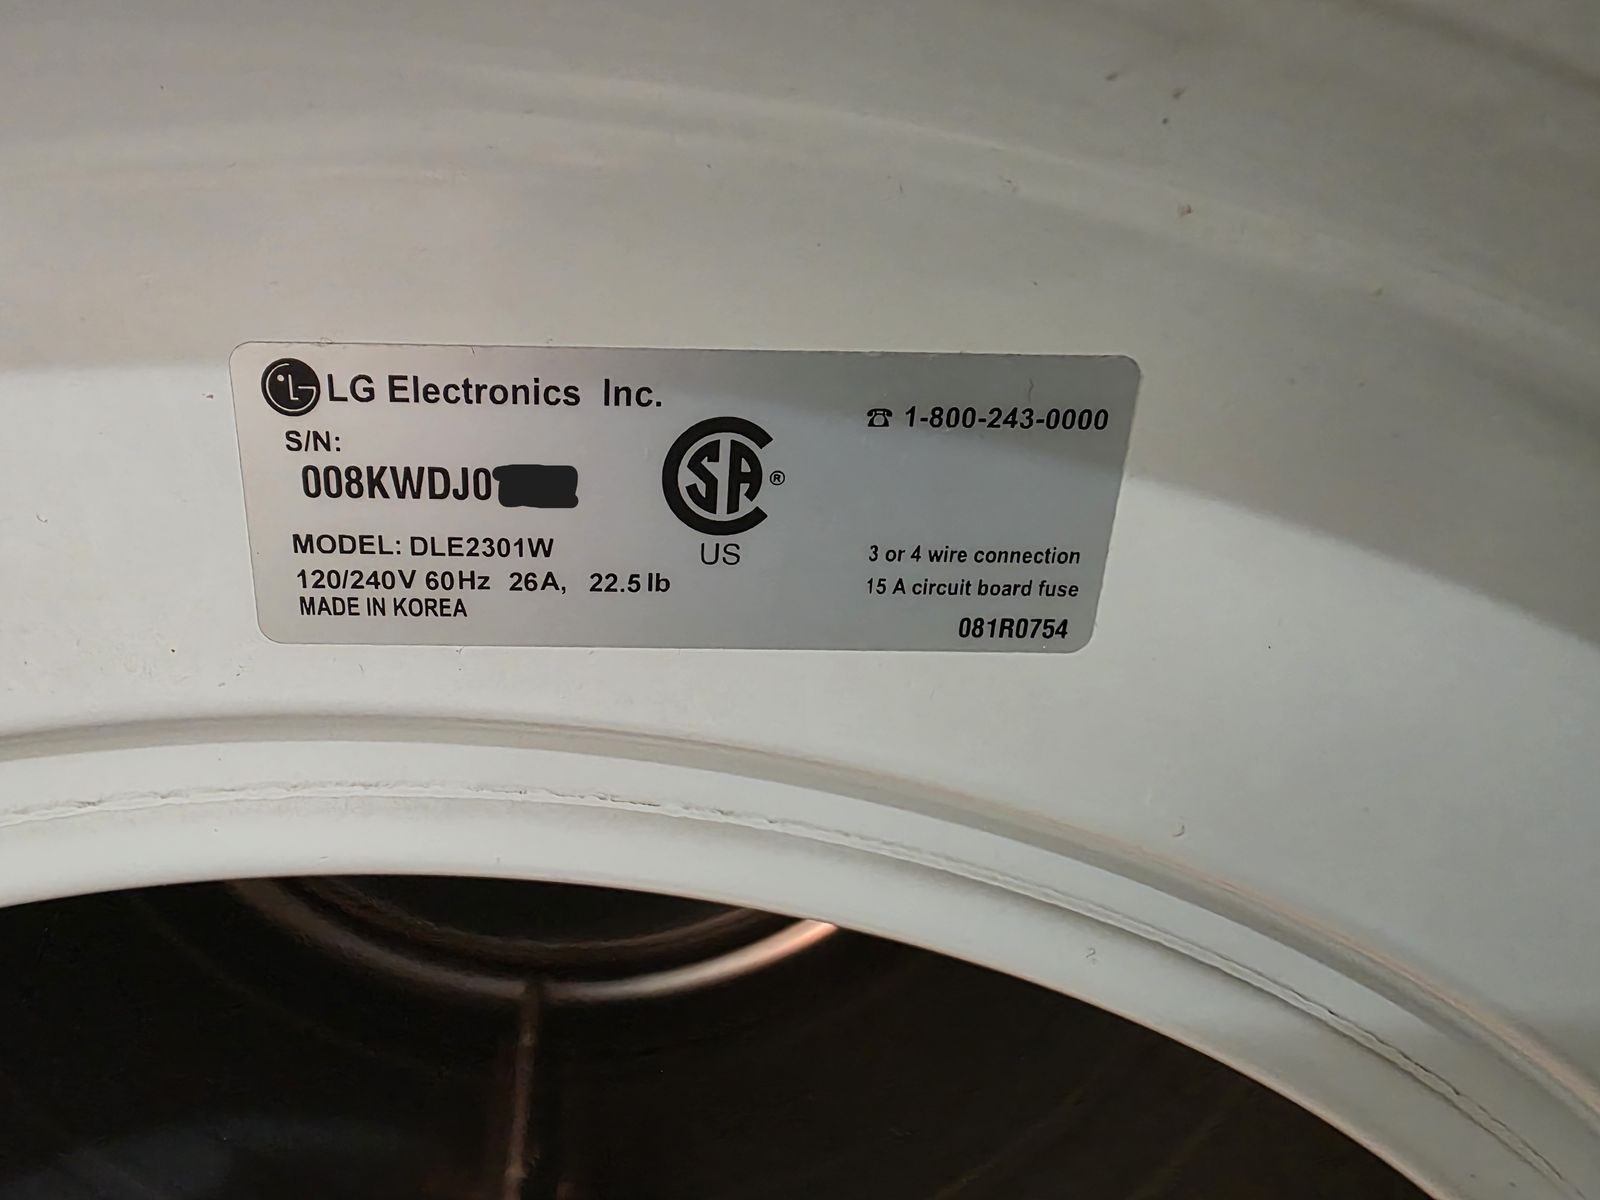 LG Electronics Inc.
☎ 1-800-243-0000
S/N:
008KWDJ0
SA ®
US
MODEL: DLE2301W
120/240V 60Hz 26A, 22.5 lb
MADE IN KOREA
3 or 4 wire connection
15 A circuit board fuse
081R0754